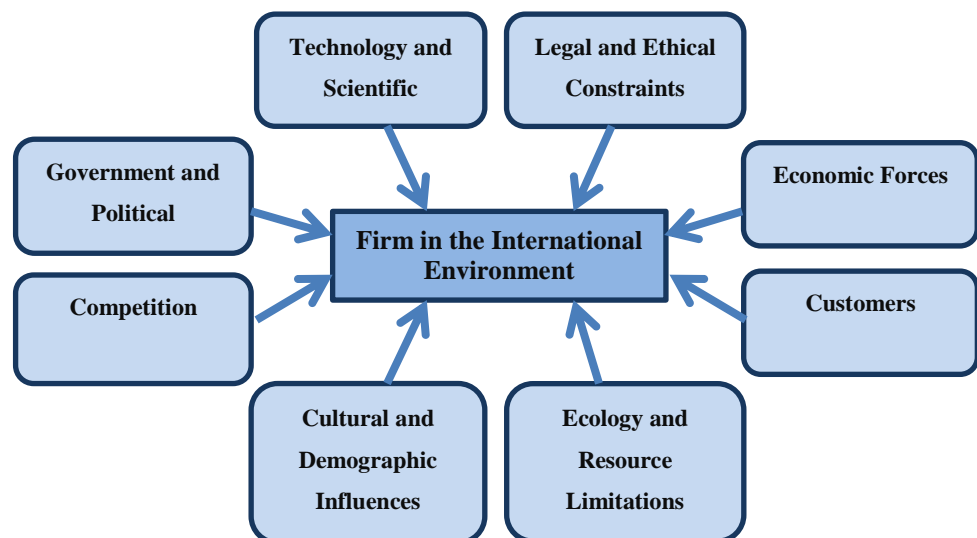 Technology and
Scientific
Legal and Ethical
Constraints
Government and
Political
Economic Forces
Firm in the International
Environment
Competition
Customers
Cultural and
Demographic
Influences
Ecology and
Resource
Limitations